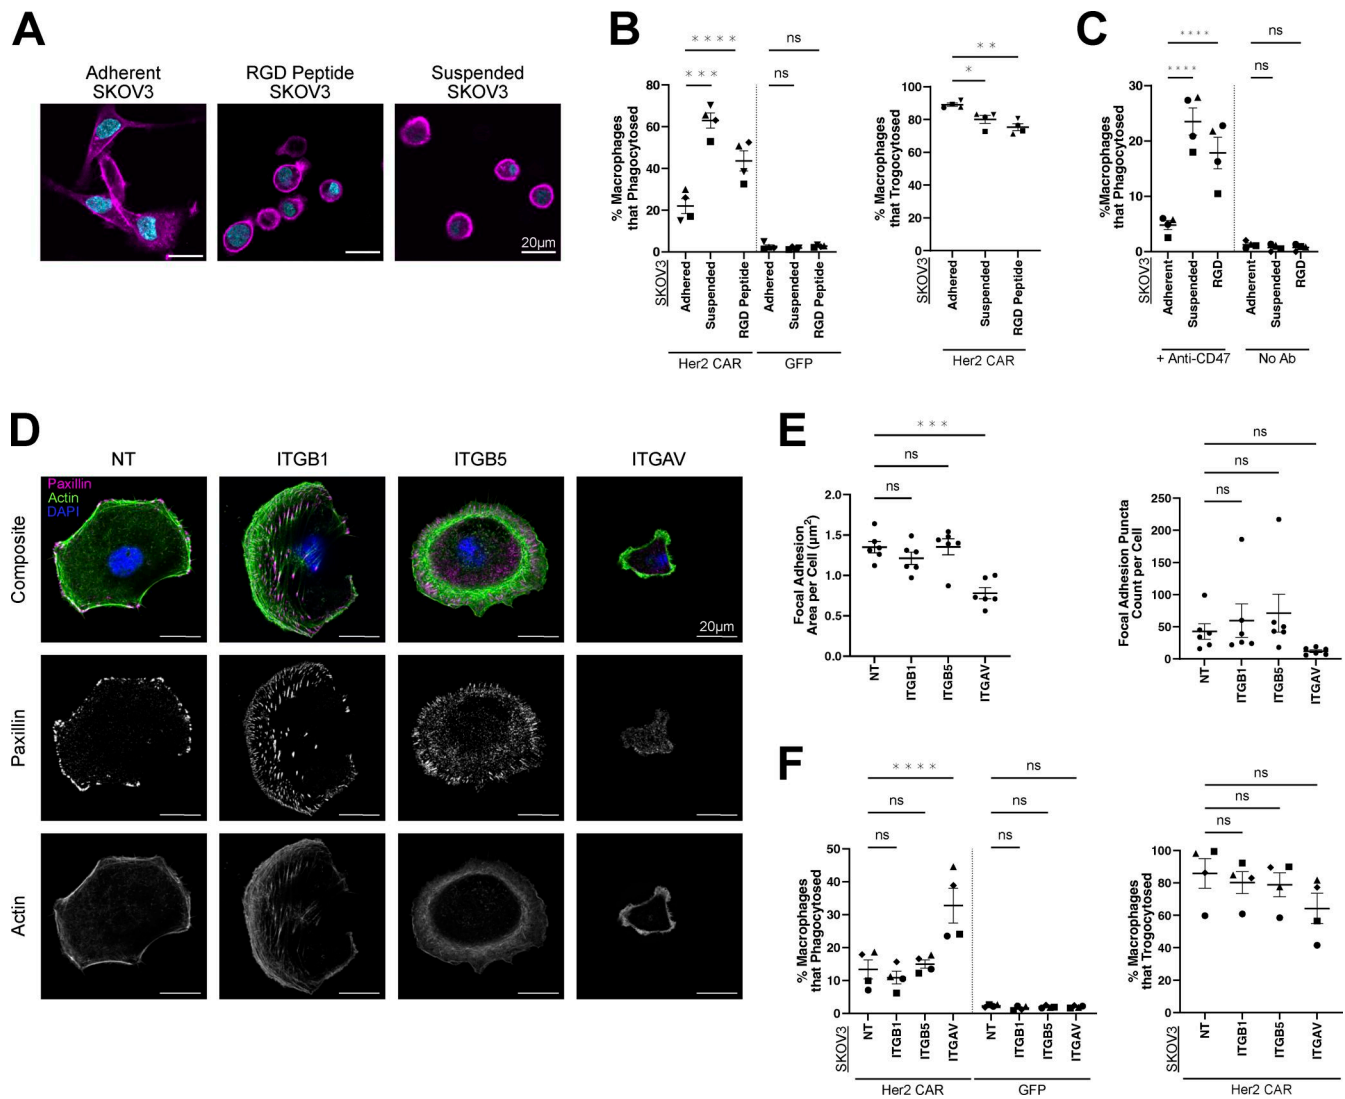 A
Adherent
SKOV3
RGD Peptide
SKOV3
Suspended
SKOV3
20µm
B
ns
ns
* * * *
* * *
% Macrophages
that Phagocytosed
80
60
40
20
0
SKOV3
Adhered
Suspended
RGD Peptide
Adhered
Suspended
RGD Peptide
Her2 CAR
GFP
* *
*
% Macrophages
that Trogocytosed
100
80
60
40
20
0
SKOV3
Adhered
Suspended
RGD Peptide
Her2 CAR
C
ns
* * * *
* * * *
ns
%Macrophages
that Phagocytosed
30
20
10
0
SKOV3
Adherent
Suspended
RGD
Adherent
Suspended
RGD
+ Anti-CD47
No Ab
D
NT
ITGB1
ITGB5
ITGAV
Composite
Paxillin
Actin
DAPI
20µm
Paxillin
Actin
E
* * *
ns
ns
Focal Adhesion
Area per Cell (µm²)
2.0
1.5
1.0
0.5
0.0
NT
ITGB1
ITGB5
ITGAV
ns
ns
ns
Focal Adhesion Puncta
Count per Cell
250
200
150
100
50
0
NT
ITGB1
ITGB5
ITGAV
F
* * * *
ns
ns
ns
ns
ns
% Macrophages
that Phagocytosed
50
40
30
20
10
0
SKOV3
NT
ITGB1
ITGB5
ITGAV
NT
ITGB1
ITGB5
ITGAV
Her2 CAR
GFP
ns
ns
ns
% Macrophages
that Trogocytosed
100
80
60
40
20
0
SKOV3
NT
ITGB1
ITGB5
ITGAV
Her2 CAR